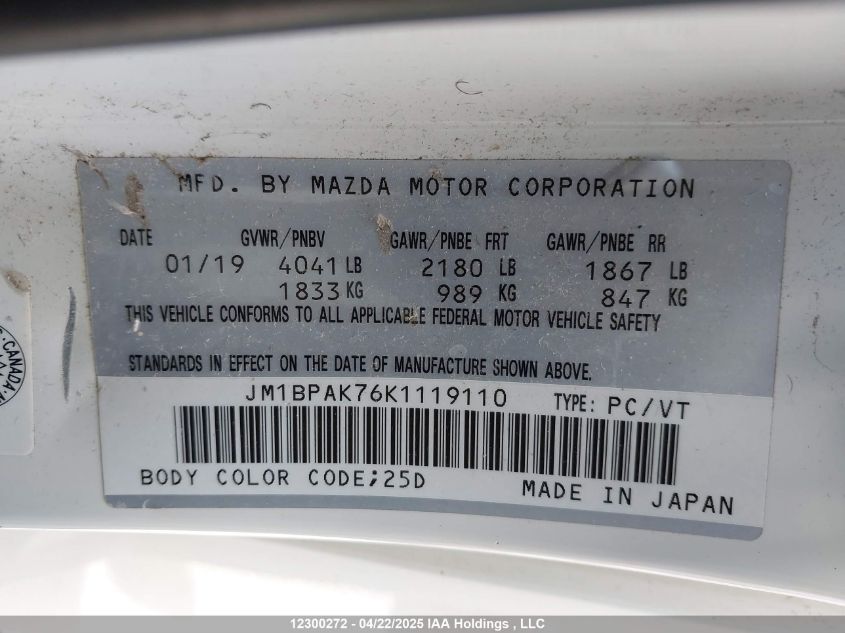 MFD. BY MAZDA MOTOR CORPORATION
DATE GVWR/PNBV GAWR/PNBE FRT GAWR/PNBE RR
01/19 4041 LB 2180 LB 1867 LB
1833 KG 989 KG 847 KG
THIS VEHICLE CONFORMS TO ALL APPLICABLE FEDERAL MOTOR VEHICLE SAFETY
STANDARDS IN EFFECT ON THE DATE OF MANUFACTURE SHOWN ABOVE.
JM1BPAK76K1119110 TYPE: PC/VT
BODY COLOR CODE;25D MADE IN JAPAN
CANADA
12300272 - 04/22/2025 IAA Holdings , LLC